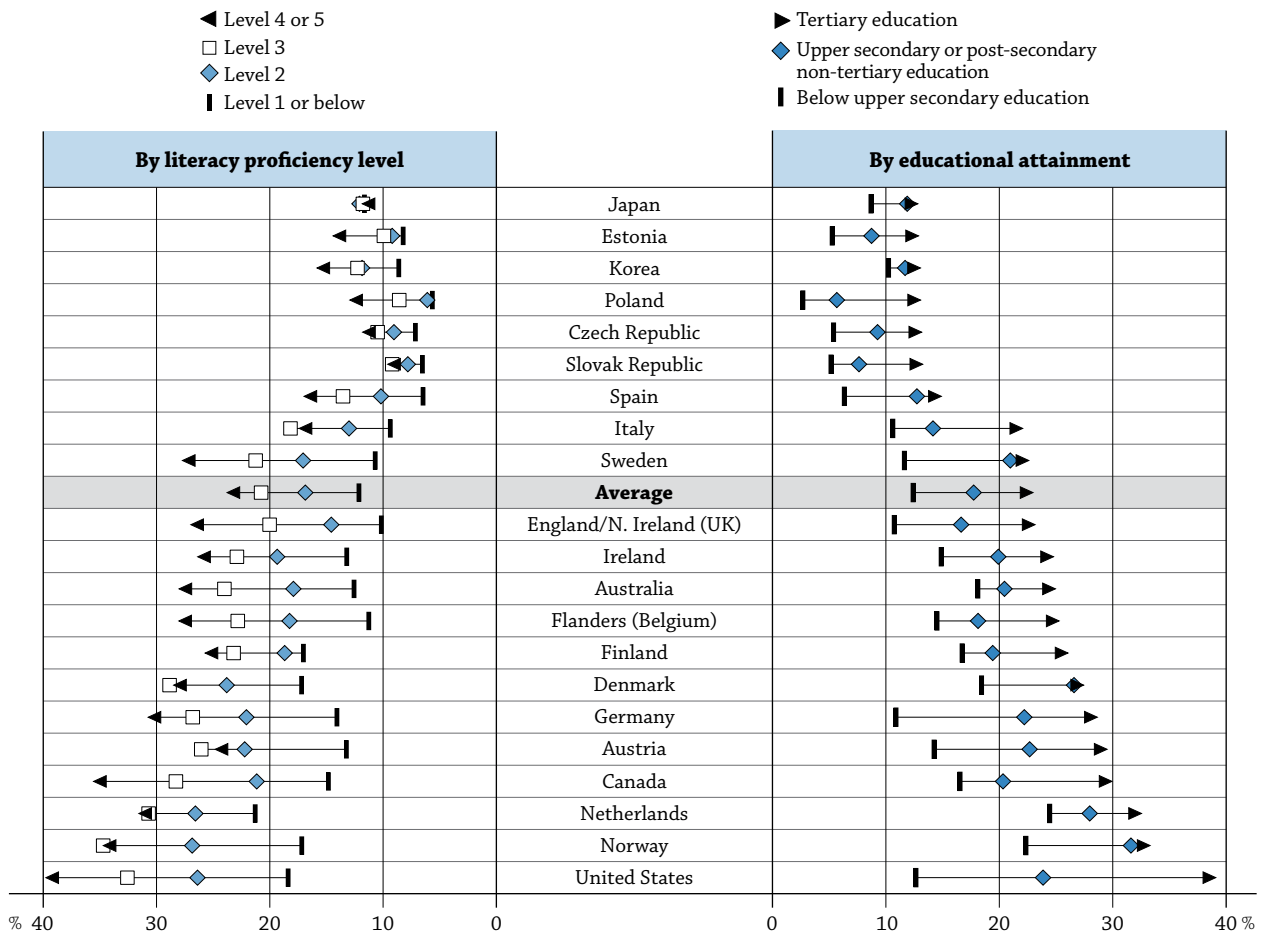 Level 4 or 5
Level 3
Level 2
Level 1 or below
Tertiary education
Upper secondary or post-secondary
non-tertiary education
Below upper secondary education
By literacy proficiency level
By educational attainment
Japan
Estonia
Korea
Poland
Czech Republic
Slovak Republic
Spain
Italy
Sweden
Average
England/N. Ireland (UK)
Ireland
Australia
Flanders (Belgium)
Finland
Denmark
Germany
Austria
Canada
Netherlands
Norway
United States
% 40 30 20 10 0
0 10 20 30 40 %